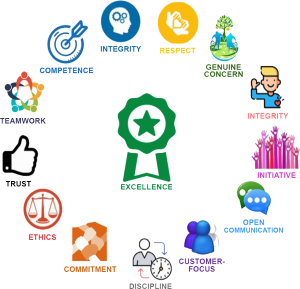 INTEGRITY
RESPECT
GENUINE
CONCERN
COMPETENCE
INTEGRITY
TEAMWORK
INITIATIVE
TRUST
EXCELLENCE
OPEN
COMMUNICATION
ETHICS
CUSTOMER-
FOCUS
COMMITMENT
DISCIPLINE